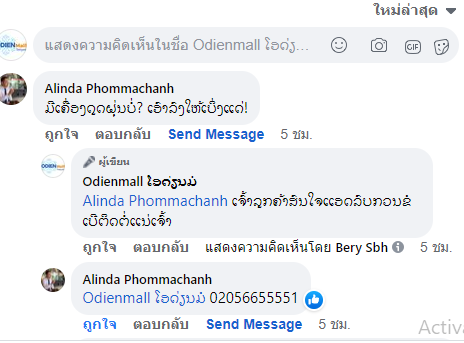 ใหม่ล่าสุด
แสดงความคิดเห็นในชื่อ Odienmall ໂອດ່ຽນ...
Alinda Phommachanh
ມີເຄື່ອງດູດຝຸ່ນບໍ່? ເອົາລົງໃຫ້ເບິ່ງແດ່!
ถูกใจ ตอบกลับ Send Message 5 ชม.
ผู้เขียน
Odienmall ໂອດ່ຽນມໍ
Alinda Phommachanh ເຈົ້າລູກຄ້າສົນໃຈແອດລົບກວນຂໍ
ເບີຕິດຕໍ່ແນ່ເຈົ້າ
ถูกใจ ตอบกลับ แสดงความคิดเห็นโดย Bery Sbh 5 ชม.
Alinda Phommachanh
Odienmall ໂອດ່ຽນມໍ 02056655551
ถูกใจ ตอบกลับ Send Message 5 ชม.
Activa